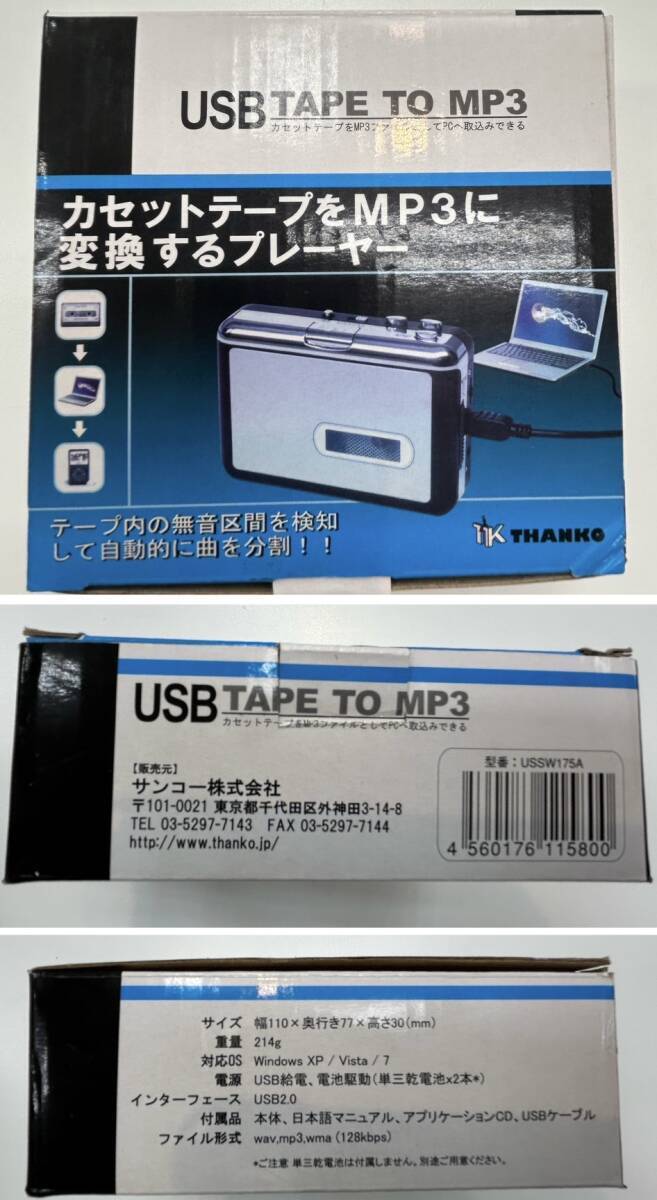 USB TAPE TO MP3
カセットテープをMP3ファイルとしてPCへ取込みできる
カセットテープをMP3に
変換するプレーヤー
テープ内の無音区間を検知
して自動的に曲を分割！！
TK THANKO
USB TAPE TO MP3
カセットテープをMP3ファイルとしてPCへ取込みできる
【販売元】
サンコー株式会社
〒101-0021 東京都千代田区外神田3-14-8
TEL 03-5297-7143 FAX 03-5297-7144
http://www.thanko.jp/
型番：USSW175A
4 560176 115800
サイズ 幅110×奥行き77×高さ30(mm)
重量 214g
対応OS Windows XP / Vista / 7
電源 USB給電、電池駆動（単三乾電池x2本*）
インターフェース USB2.0
付属品 本体、日本語マニュアル、アプリケーションCD、USBケーブル
ファイル形式 wav,mp3,wma (128kbps)
*ご注意 単三乾電池は付属しません。別途ご用意ください。